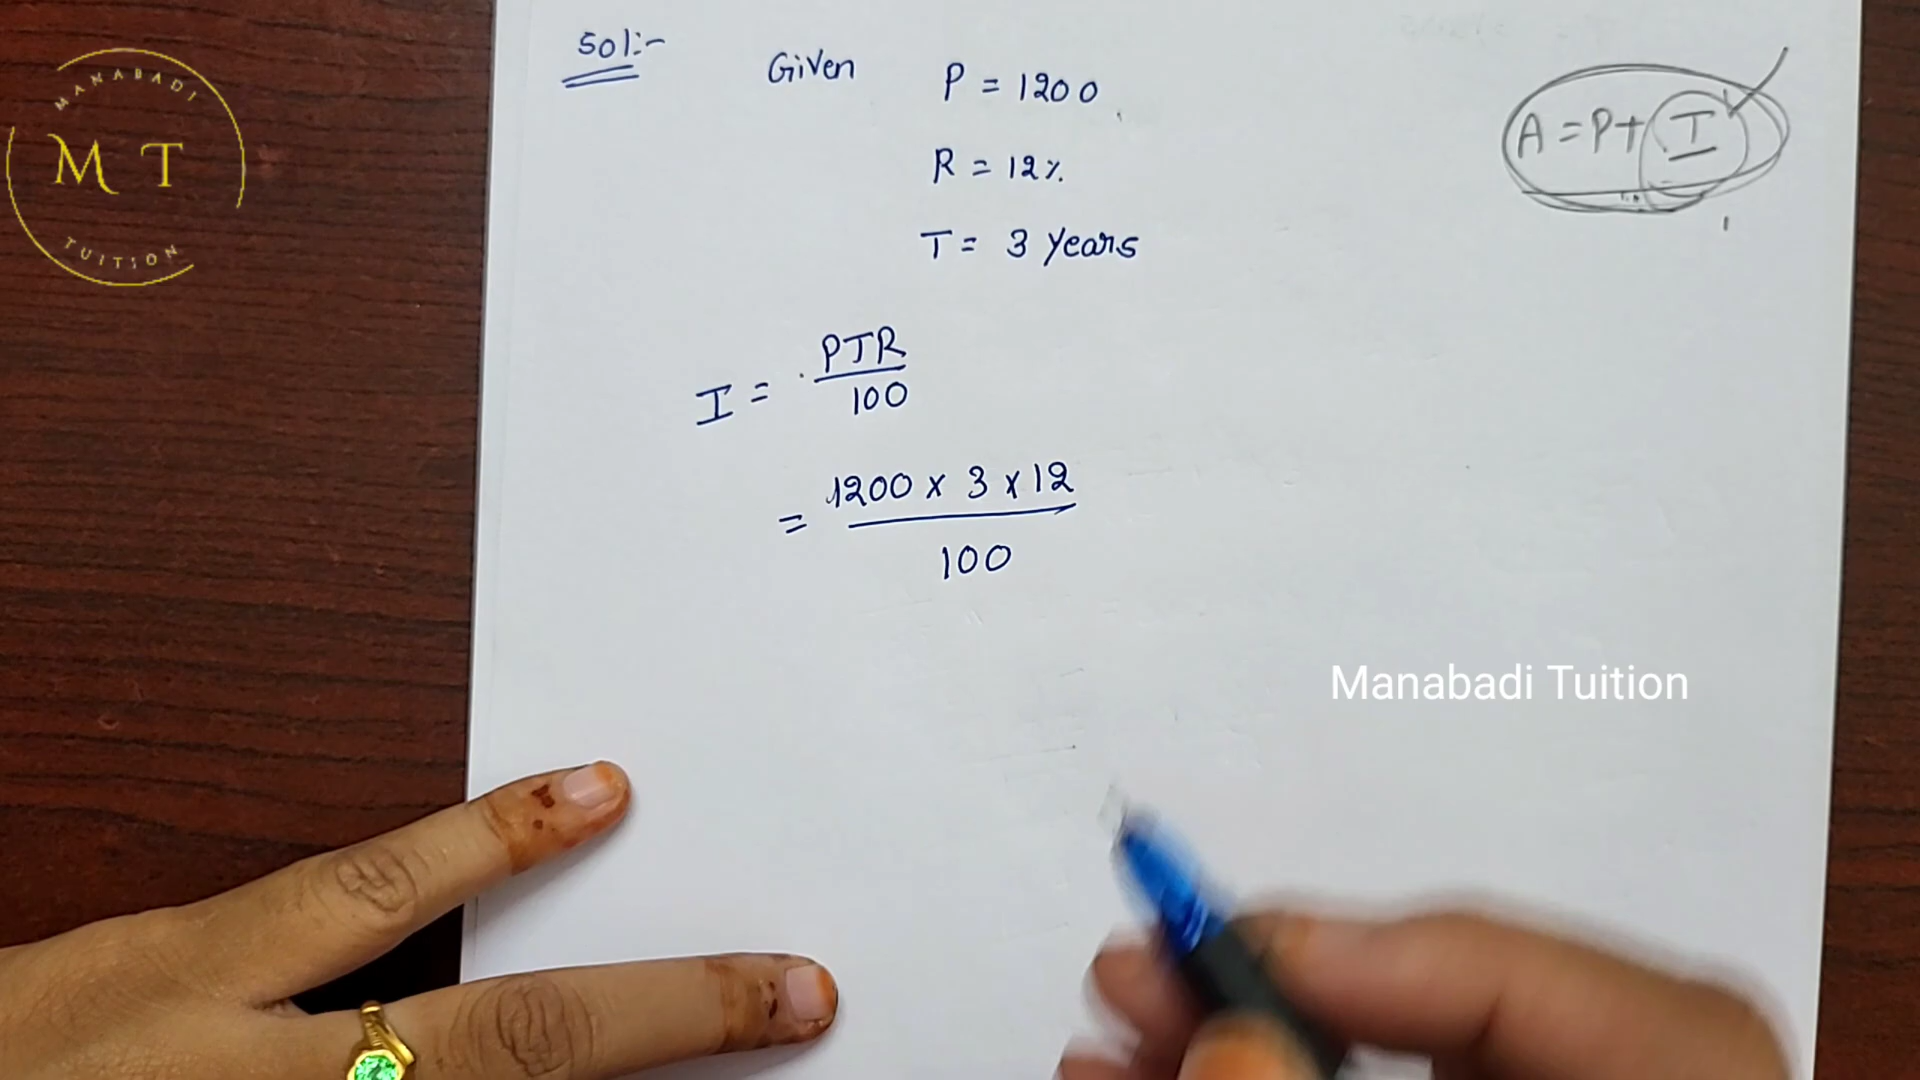 MANABADI
M T
TUITION
Sol:-
Given P = 1200
R = 12%
T = 3 Years
A = P + I
I = PTR
100
= 1200 x 3 x 12
100
Manabadi Tuition